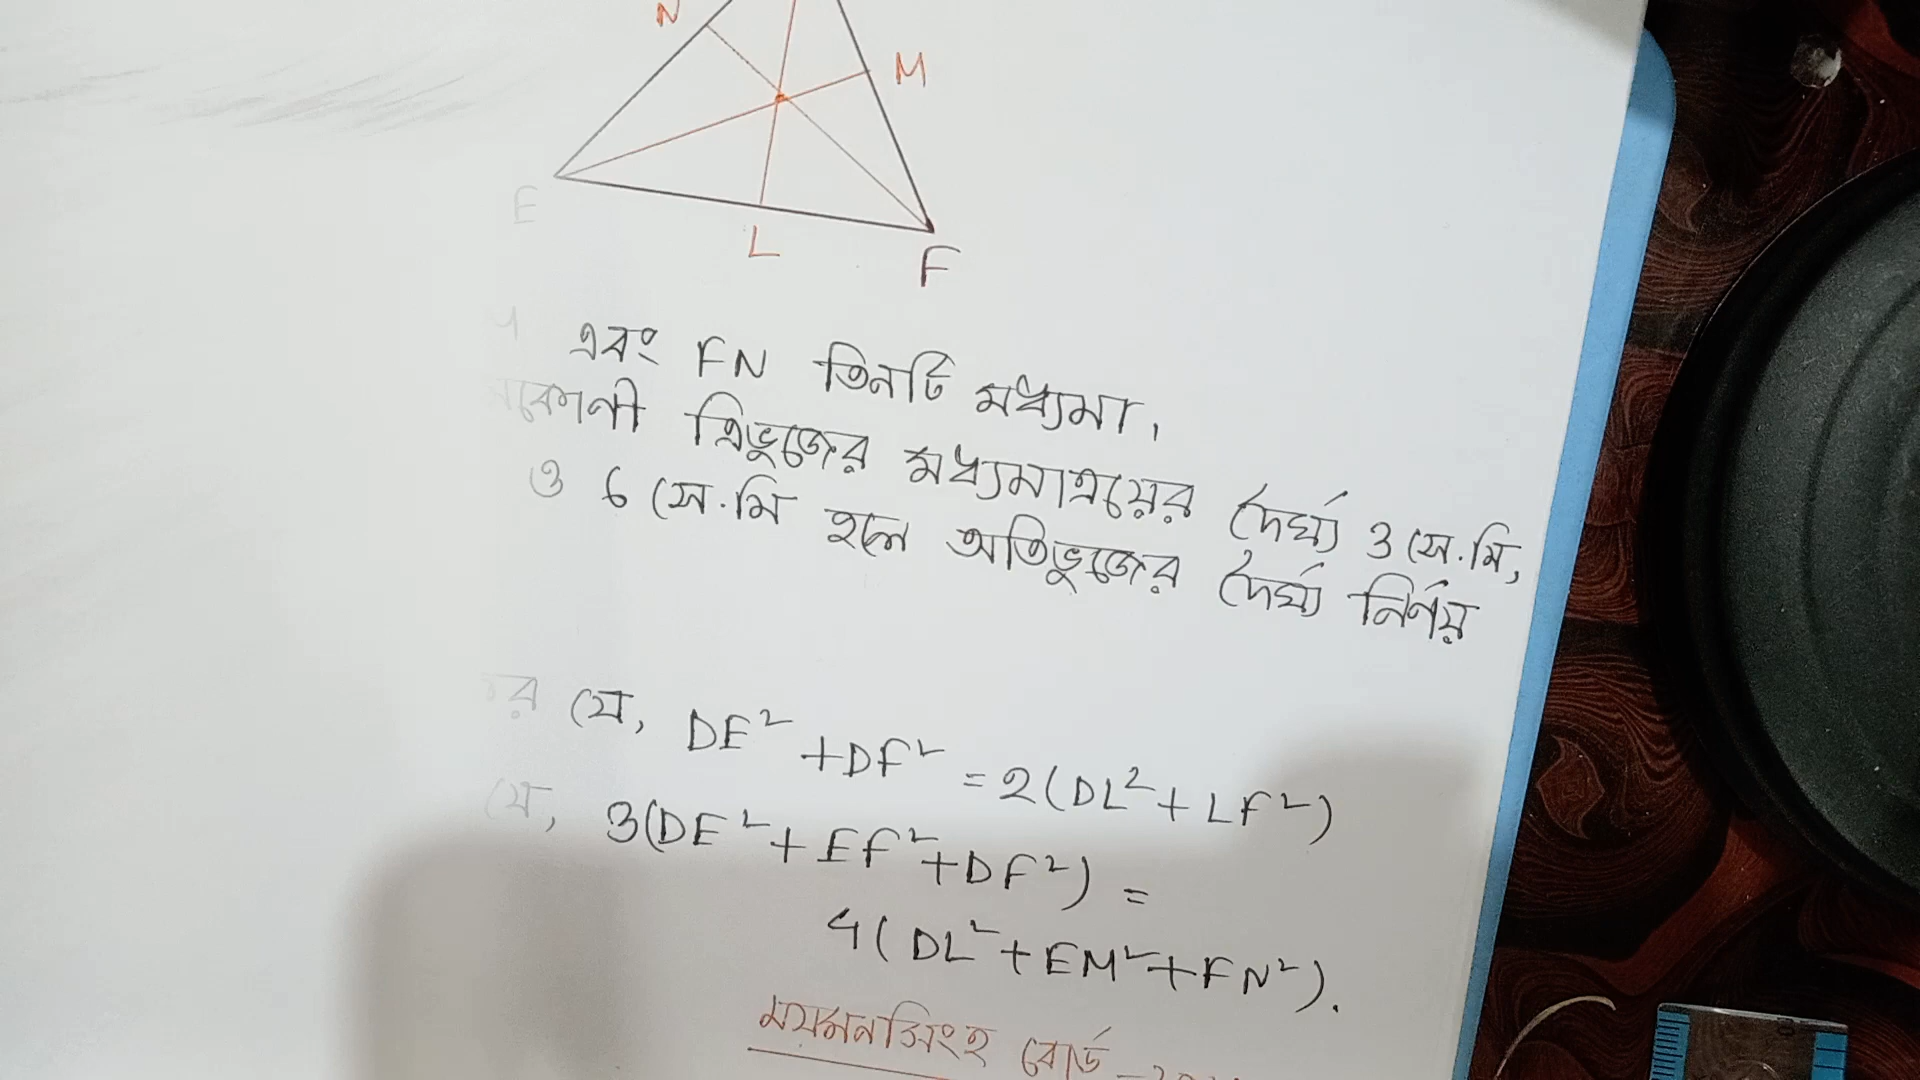 N
M
E
L
F
এবং FN তিনটি মধ্যমা।
ত্রিভুজের মধ্যমাত্রয়ের দৈর্ঘ্য 3 সে.মি,
ও 6 সে.মি হলে অতিভুজের দৈর্ঘ্য নির্ণয়
যে, DE² + DF² = 2(DL² + LF²)
যে, 3(DE² + EF² + DF²) =
4(DL² + EM² + FN²).
ময়মনসিংহ বোর্ড